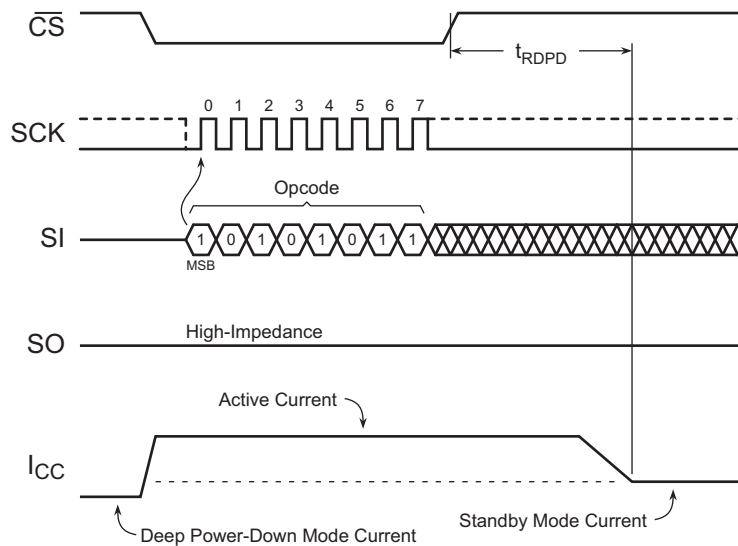 CS
tRDPD
0 1 2 3 4 5 6 7
SCK
Opcode
SI
1 0 1 0 1 0 1 1
MSB
High-Impedance
SO
Active Current
ICC
Standby Mode Current
Deep Power-Down Mode Current